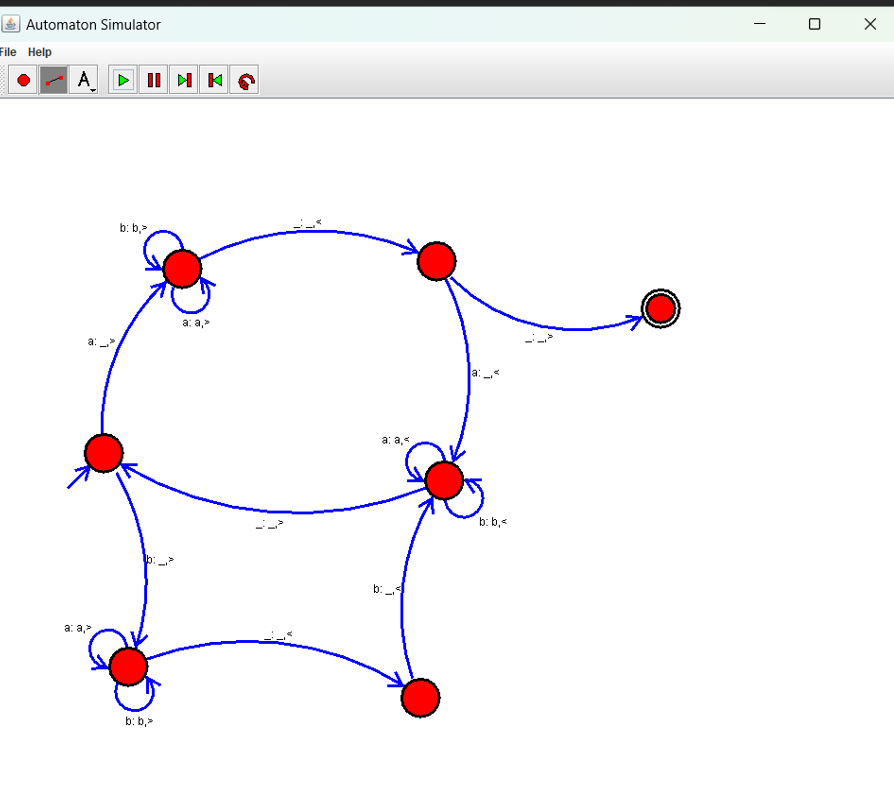 Automaton Simulator
File Help
A
b: b,>
_: _,<
a: a,>
_: _,>
a: _,>
a: _,<
a: a,<
b: b,<
_: _,>
b: _,>
b: _,<
a: a,>
_: _,<
b: b,>